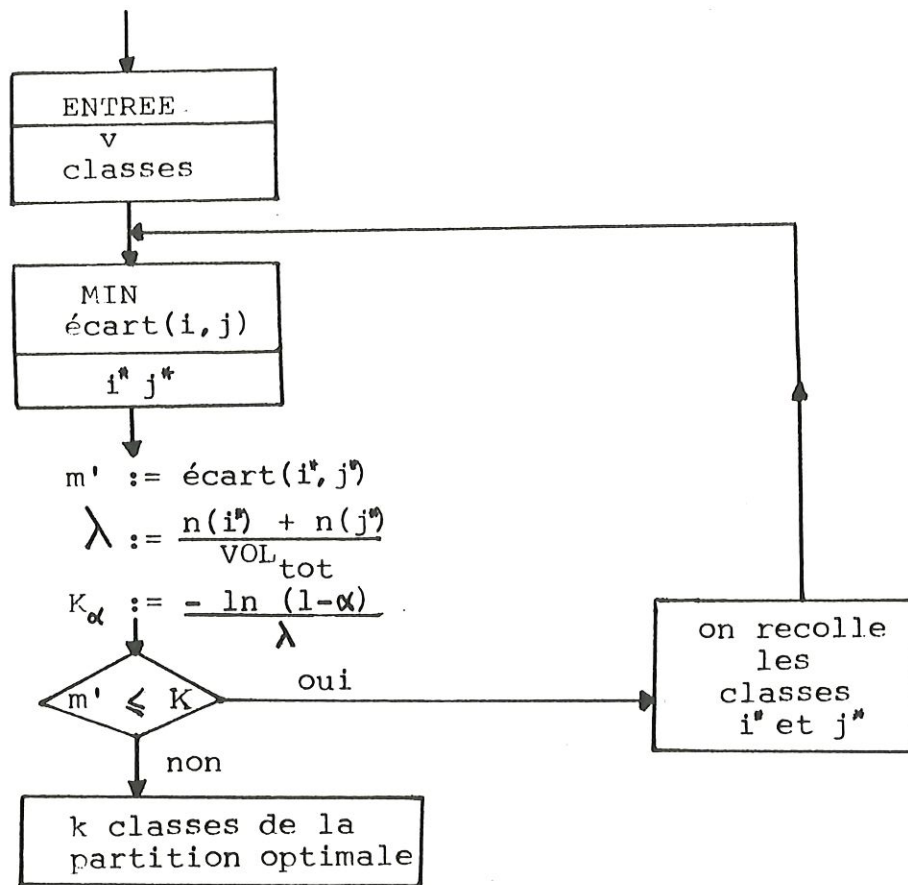 ENTREE
v
classes
MIN
écart(i,j)
i* j*
m' := écart(i*,j*)
λ := n(i*) + n(j*)
VOL tot
Kα := - ln (1-α)
λ
m' ⩽ K
oui
on recolle
les
classes
i* et j*
non
k classes de la
partition optimale